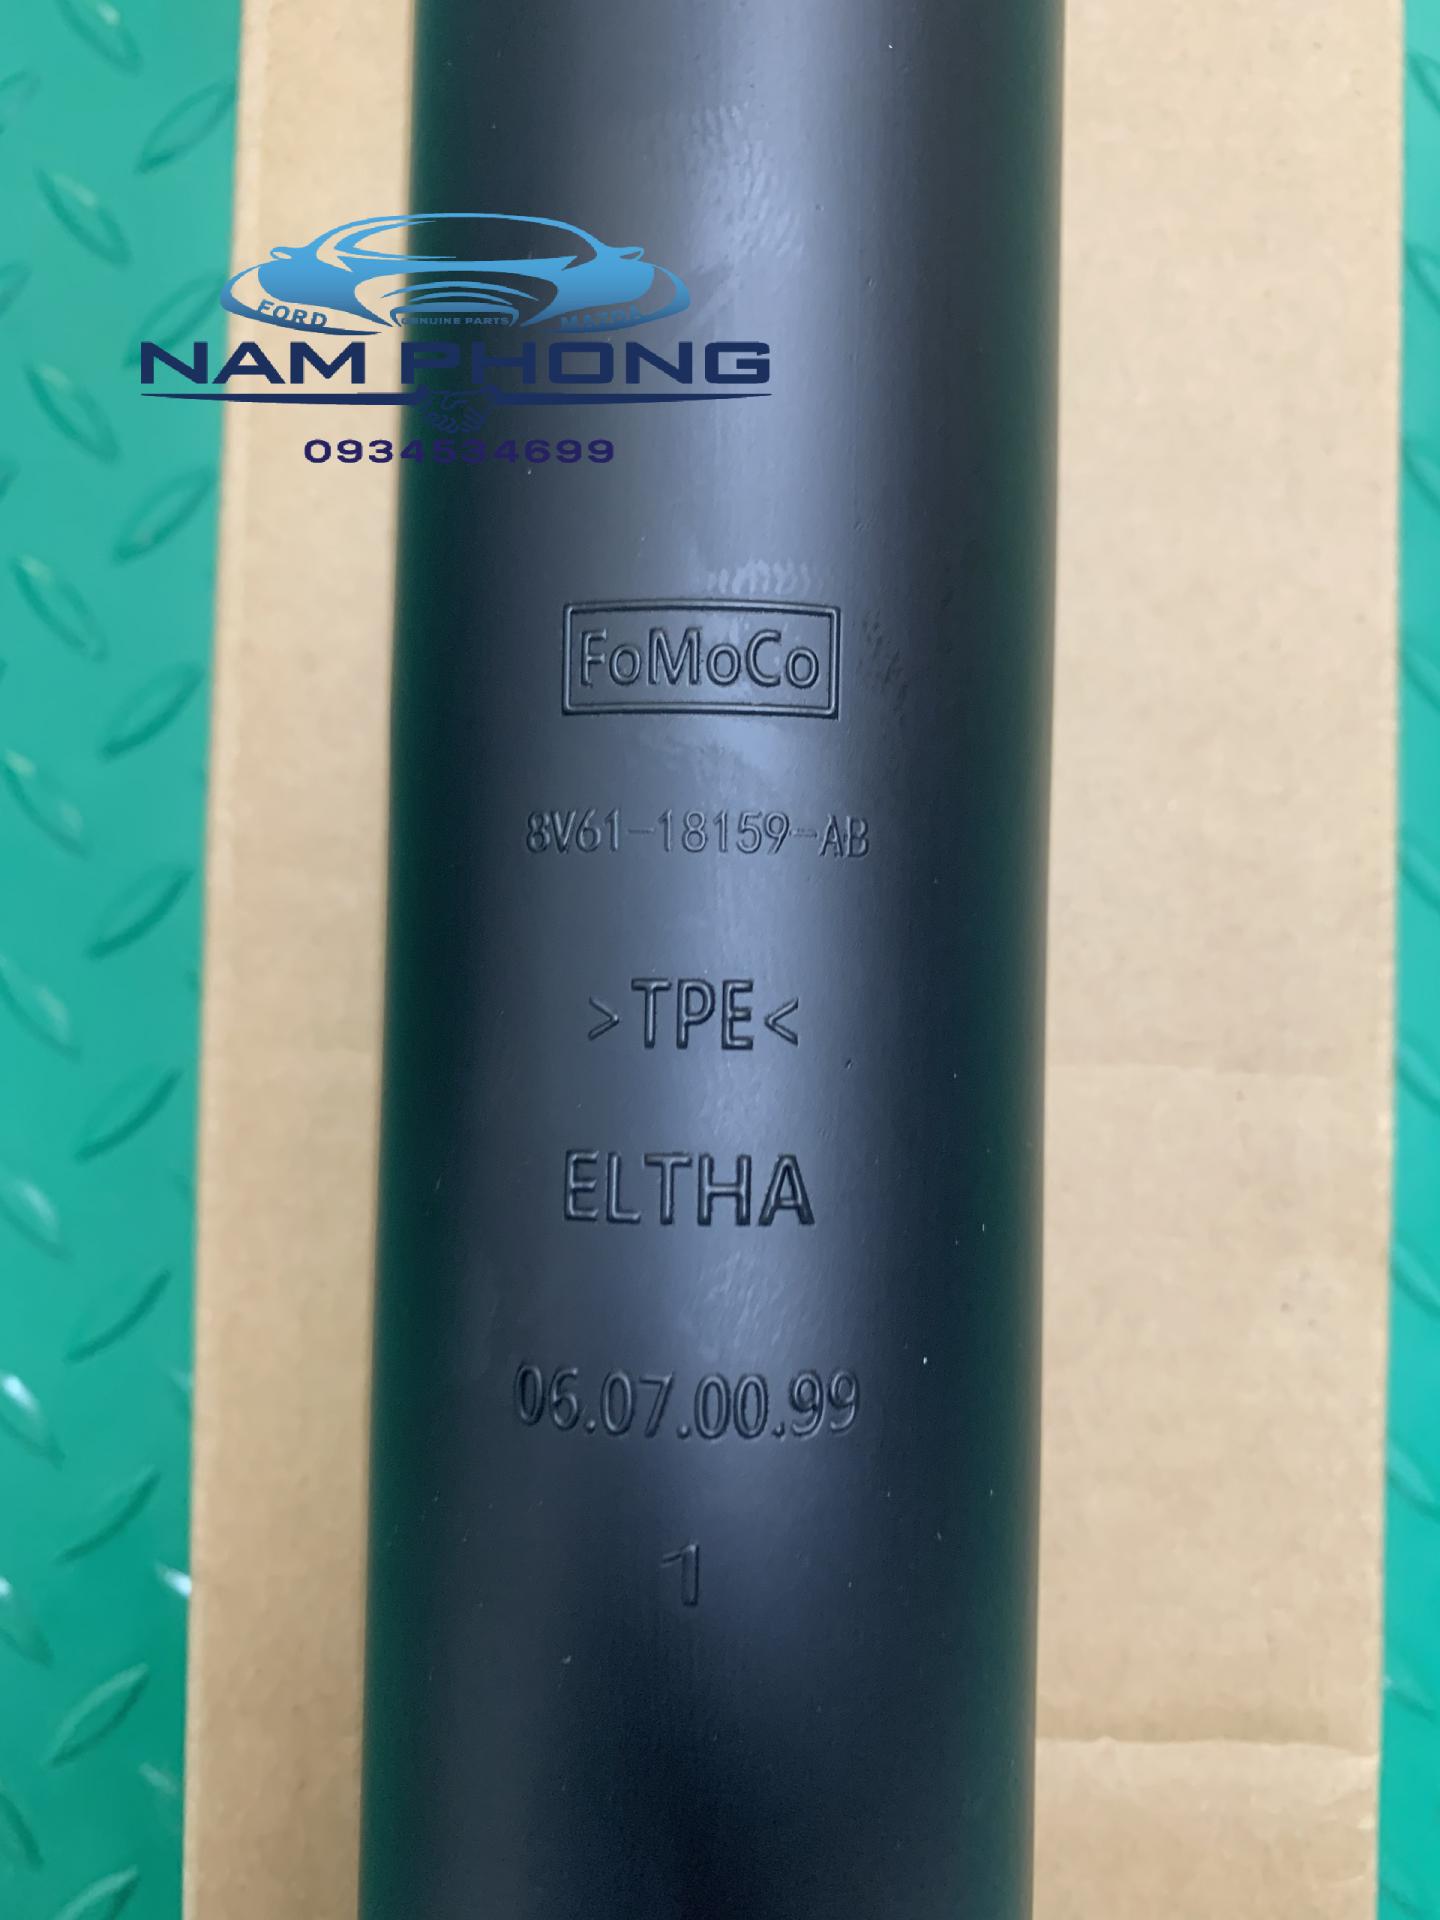 FORD GENUINE PARTS MAZDA
NAM PHONG
0934534699
FoMoCo
8V61-18159-AB
>TPE<
ELTHA
06.07.00.99
1